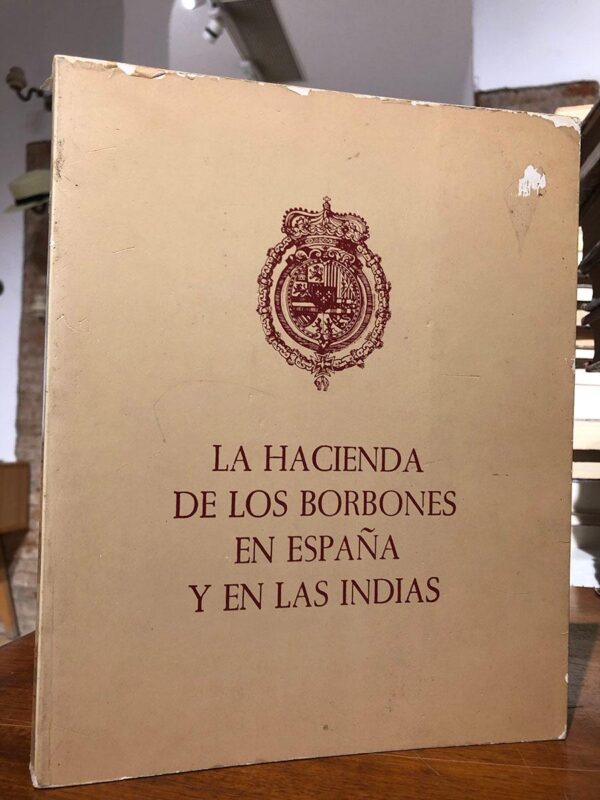 LA HACIENDA
DE LOS BORBONES
EN ESPAÑA
Y EN LAS INDIAS